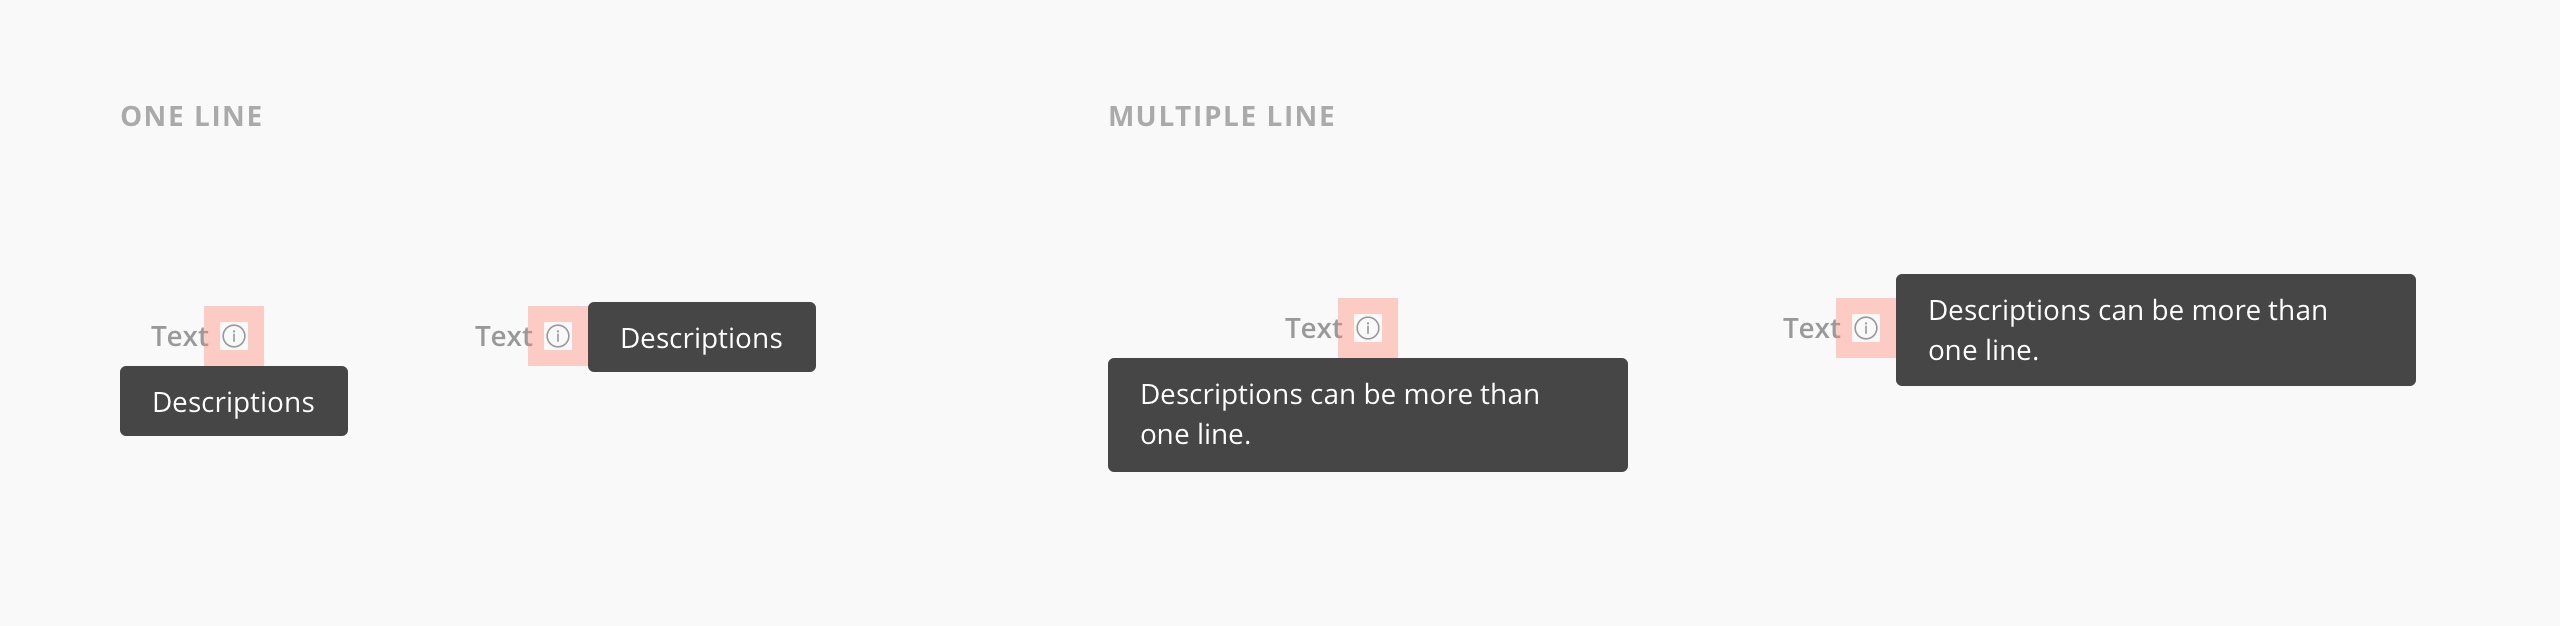 ONE LINE
Text
Descriptions
Text
Descriptions
MULTIPLE LINE
Text
Descriptions can be more than
one line.
Text
Descriptions can be more than
one line.